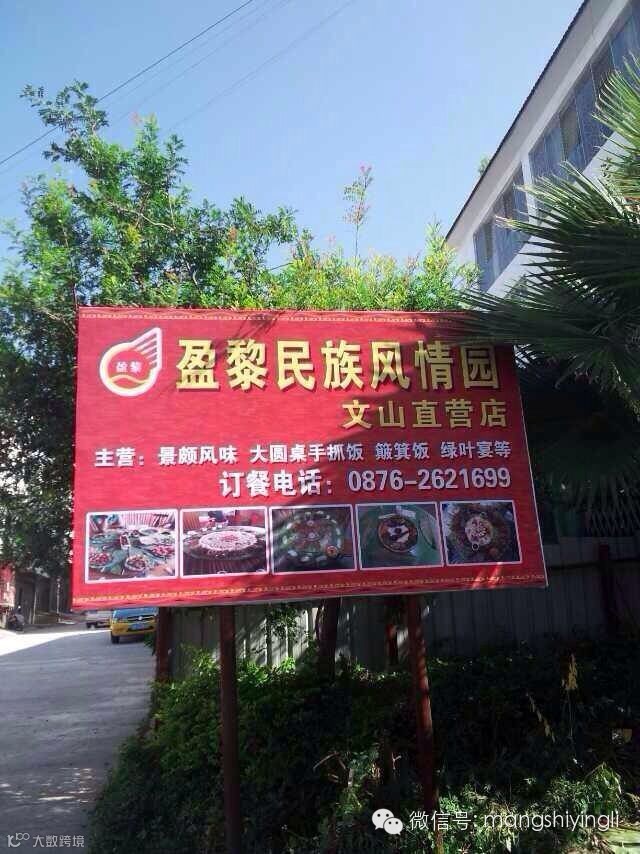 盈黎
盈黎民族风情园
文山直营店
主营：景颇风味 大圆桌手抓饭 簸箕饭 绿叶宴等
订餐电话：0876-2621699
微信号: mangshiyingll
大数跨境